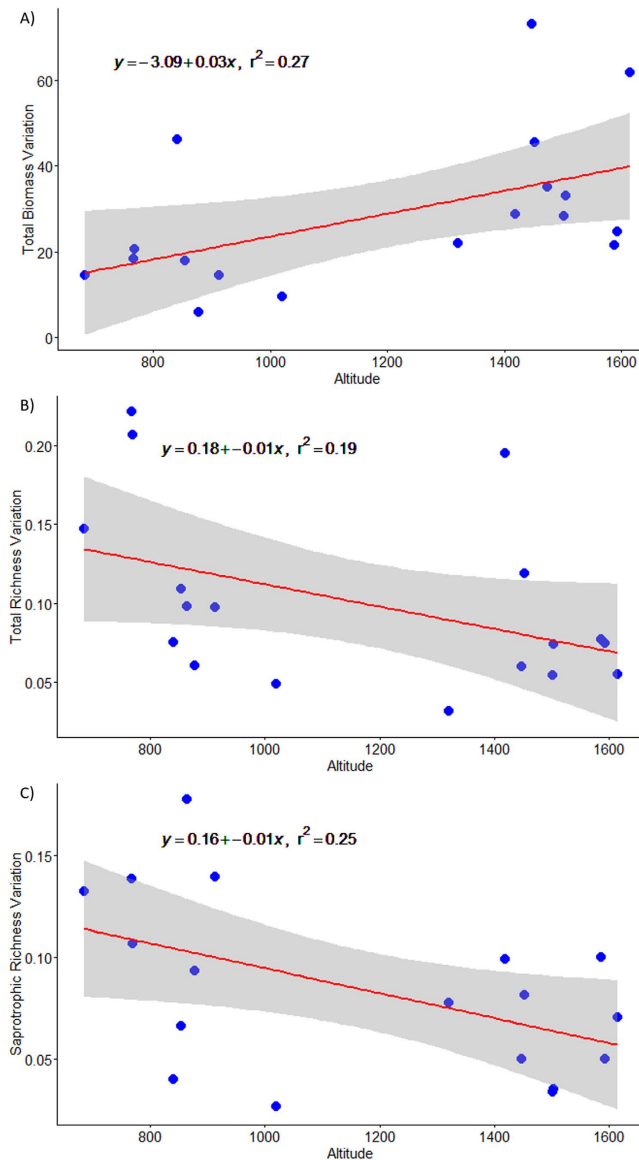 A)
y=−3.09+0.03x, r²=0.27
Total Biomass Variation
60
40
20
0
800 1000 1200 1400 1600
Altitude
B)
y=0.18+−0.01x, r²=0.19
Total Richness Variation
0.20
0.15
0.10
0.05
800 1000 1200 1400 1600
Altitude
C)
y=0.16+−0.01x, r²=0.25
Saprotrophic Richness Variation
0.15
0.10
0.05
800 1000 1200 1400 1600
Altitude